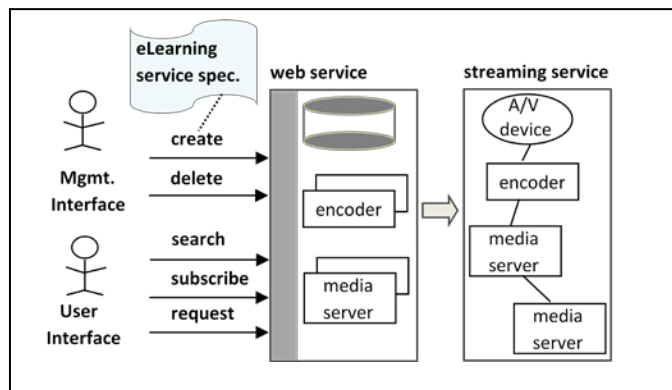 eLearning
service spec.
web service
streaming service
create
delete
Mgmt.
Interface
search
subscribe
request
User
Interface
encoder
media
server
A/V
device
encoder
media
server
media
server